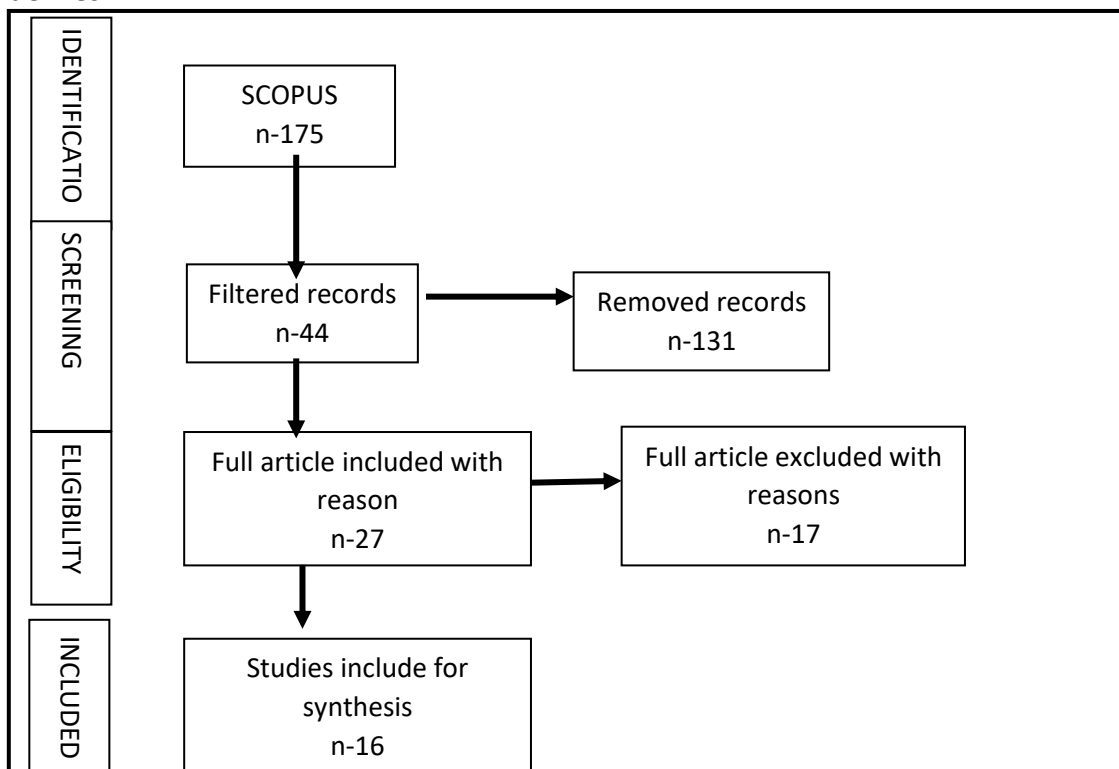 IDENTIFICATIO
SCOPUS
n-175
SCREENING
Filtered records
n-44
Removed records
n-131
ELIGIBILITY
Full article included with
reason
n-27
Full article excluded with
reasons
n-17
INCLUDED
Studies include for
synthesis
n-16